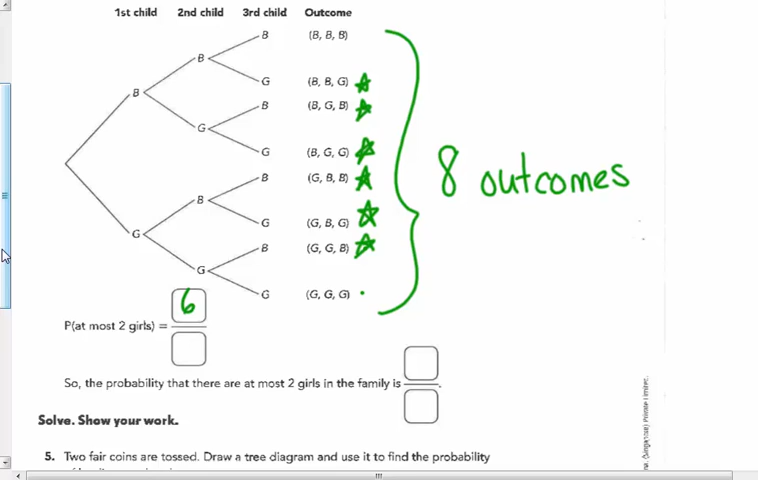 1st child 2nd child 3rd child Outcome
B (B, B, B)
B
G (B, B, G)
B
B (B, G, B)
G
G (B, G, G)
8 outcomes
B (G, B, B)
B
G (G, B, G)
G
B (G, G, B)
G
G (G, G, G)
6
P(at most 2 girls) =
So, the probability that there are at most 2 girls in the family is .
Solve. Show your work.
5. Two fair coins are tossed. Draw a tree diagram and use it to find the probability